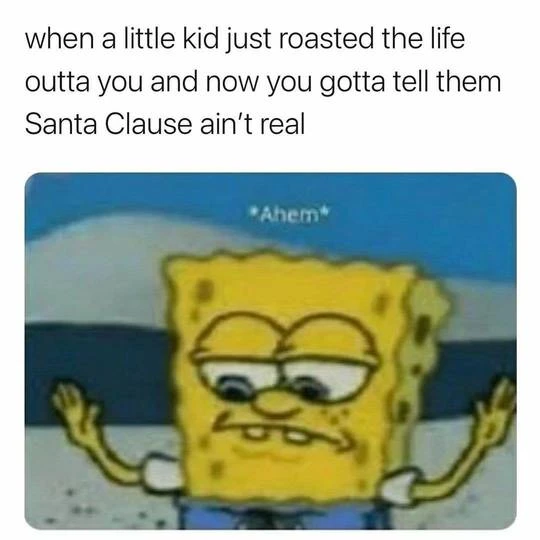 when a little kid just roasted the life
outta you and now you gotta tell them
Santa Clause ain’t real
*Ahem*